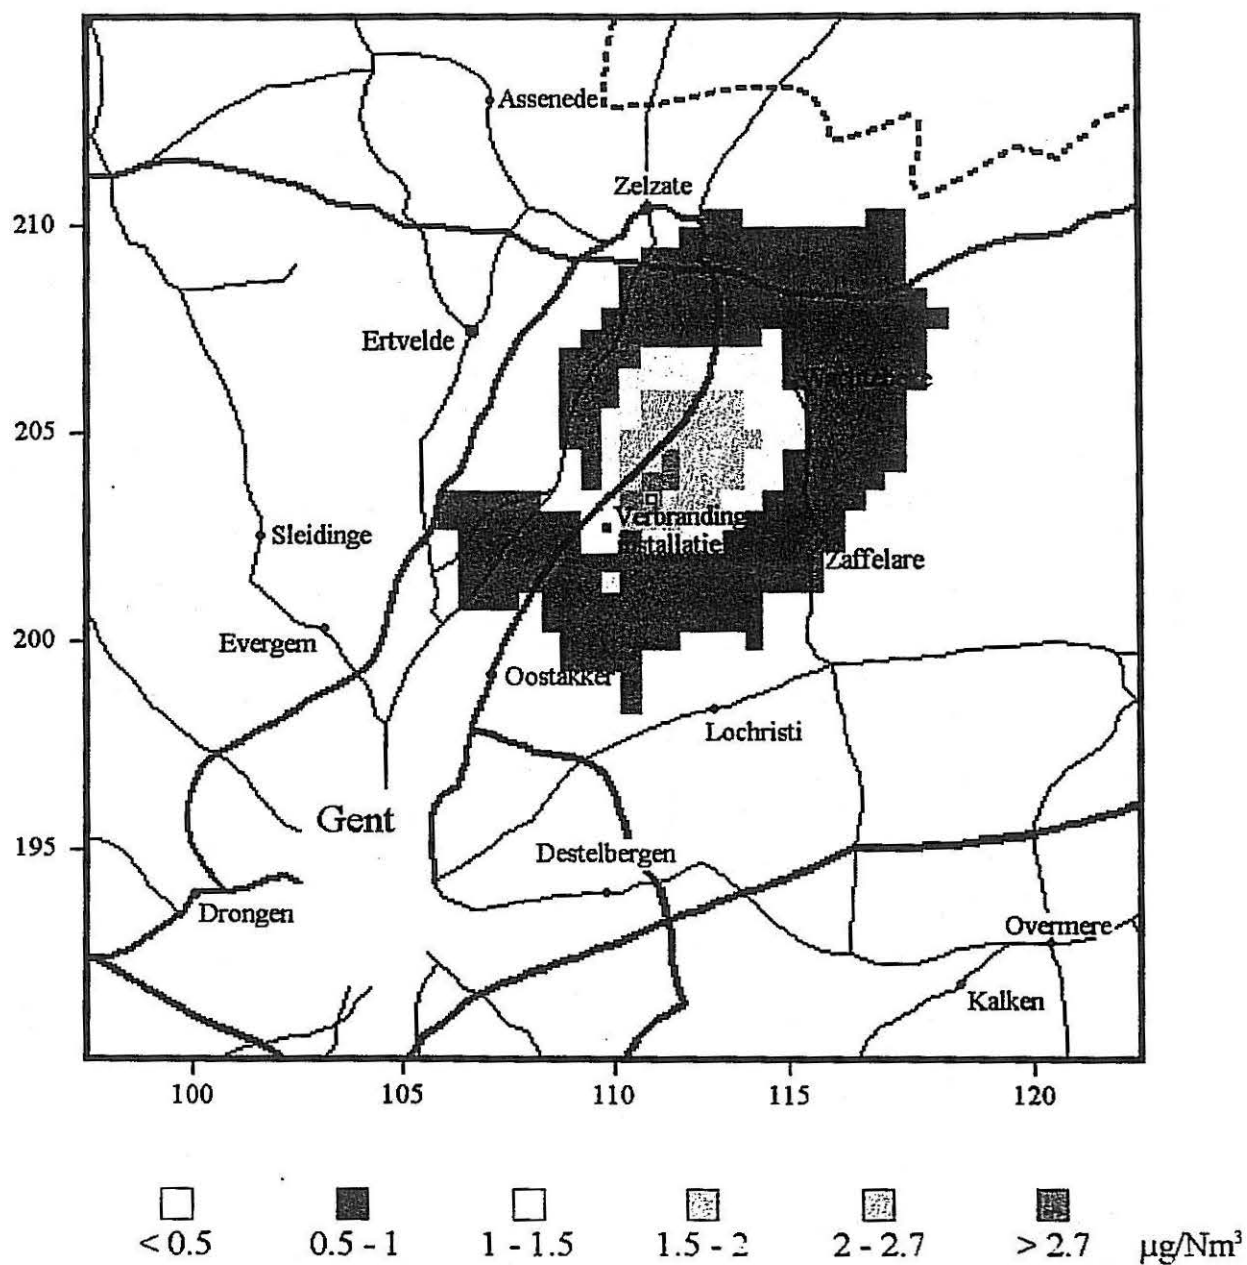 Assenede
Zelzate
210
Ertvelde
205
Verbranding
installatie
Sleidinge
Zaffelare
Evergem
200
Oostakker
Lochristi
Gent
195
Destelbergen
Drongen
Overmere
Kalken
100 105 110 115 120
< 0.5 0.5 - 1 1 - 1.5 1.5 - 2 2 - 2.7 > 2.7 µg/Nm³